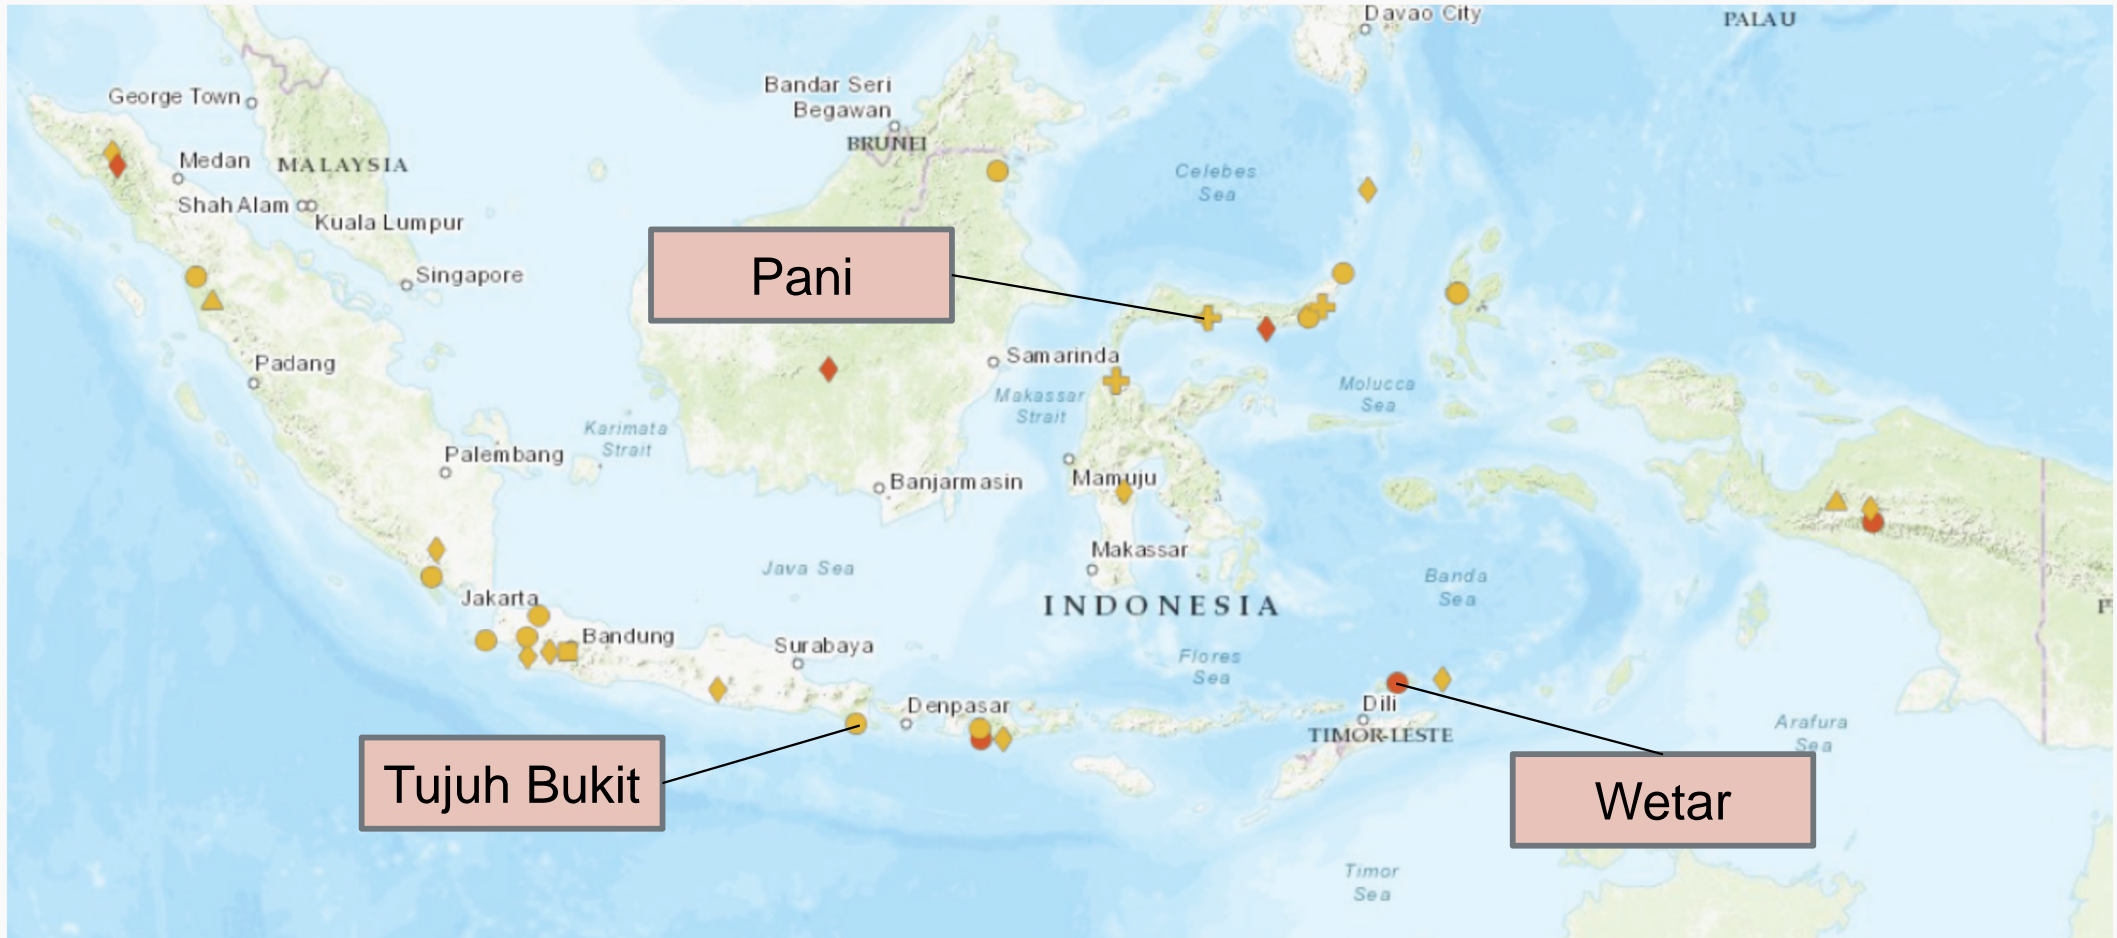 Davao City
PALAU
Bandar Seri
Begawan
George Town
BRUNEI
Medan
MALAYSIA
Celebes
Sea
Shah Alam
Kuala Lumpur
Singapore
Pani
Samarinda
Padang
Makassar
Strait
Molucca
Sea
Karimata
Strait
Palembang
Banjarmasin
Mamuju
Makassar
Java Sea
Banda
Sea
Jakarta
INDONESIA
Bandung
Surabaya
Flores
Sea
Denpasar
Dili
TIMOR-LESTE
Arafura
Sea
Tujuh Bukit
Wetar
Timor
Sea